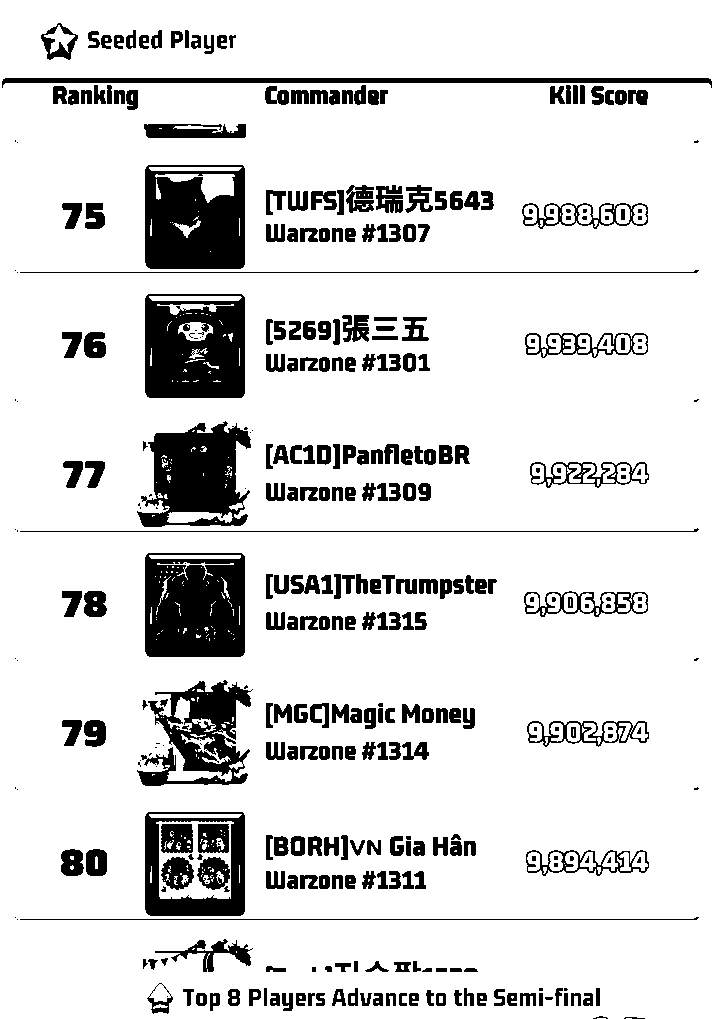 Seeded Player
Ranking Commander Kill Score
75 [TWFS]德瑞克5643 9,988,608
Warzone #1307
76 [5269]張三五 9,939,408
Warzone #1301
77 [AC1D]PanfletoBR 9,922,284
Warzone #1309
78 [USA1]TheTrumpster 9,906,858
Warzone #1315
79 [MGC]Magic Money 9,902,874
Warzone #1314
80 [BORH]VN Gia Hân 9,894,414
Warzone #1311
Top 8 Players Advance to the Semi-final